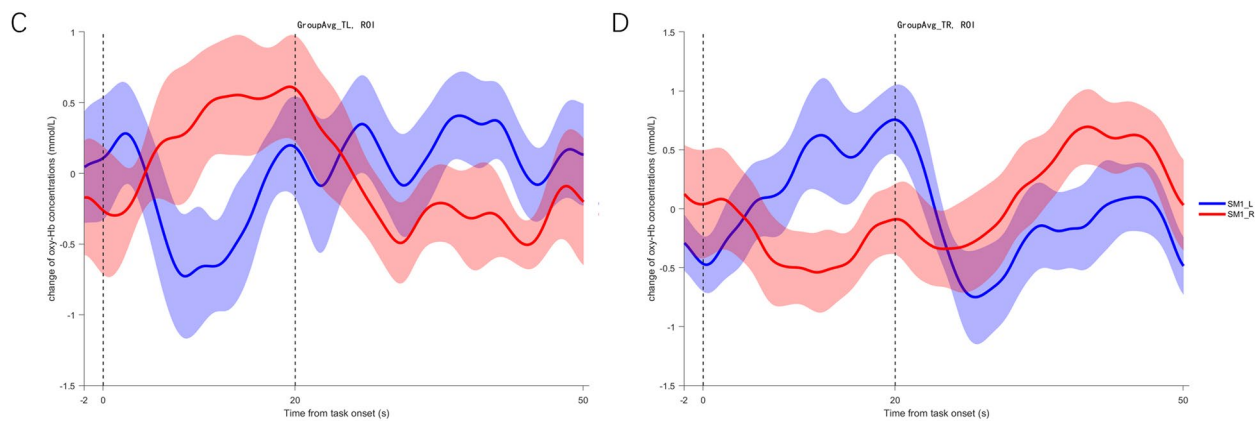 C
GroupAvg_TL, ROI
1
0.5
0
-0.5
-1
-1.5
change of oxy-Hb concentrations (mmol/L)
-2 0 20 50
Time from task onset (s)
D
GroupAvg_TR, ROI
1.5
1
0.5
0
-0.5
-1
-1.5
change of oxy-Hb concentrations (mmol/L)
-2 0 20 50
Time from task onset (s)
SM1_L
SM1_R